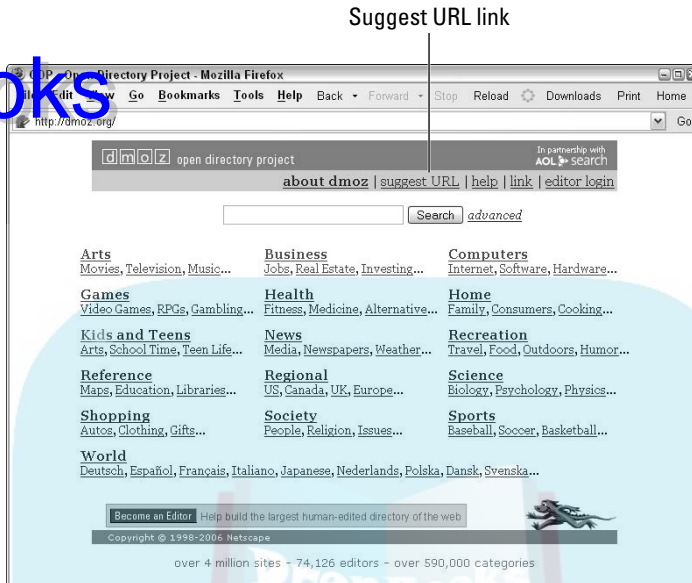 Suggest URL link
ODP - Open Directory Project - Mozilla Firefox
oks
File Edit View Go Bookmarks Tools Help Back Forward Stop Reload Downloads Print Home
http://dmoz.org/ Go
dmoz open directory project
In partnership with
AOL search
about dmoz | suggest URL | help | link | editor login
Search advanced
Arts Business Computers
Movies, Television, Music... Jobs, Real Estate, Investing... Internet, Software, Hardware...
Games Health Home
Video Games, RPGs, Gambling... Fitness, Medicine, Alternative... Family, Consumers, Cooking...
Kids and Teens News Recreation
Arts, School Time, Teen Life... Media, Newspapers, Weather... Travel, Food, Outdoors, Humor...
Reference Regional Science
Maps, Education, Libraries... US, Canada, UK, Europe... Biology, Psychology, Physics...
Shopping Society Sports
Autos, Clothing, Gifts... People, Religion, Issues... Baseball, Soccer, Basketball...
World
Deutsch, Español, Français, Italiano, Japanese, Nederlands, Polska, Dansk, Svenska...
Become an Editor Help build the largest human-edited directory of the web
Copyright © 1998-2006 Netscape
over 4 million sites - 74,126 editors - over 590,000 categories